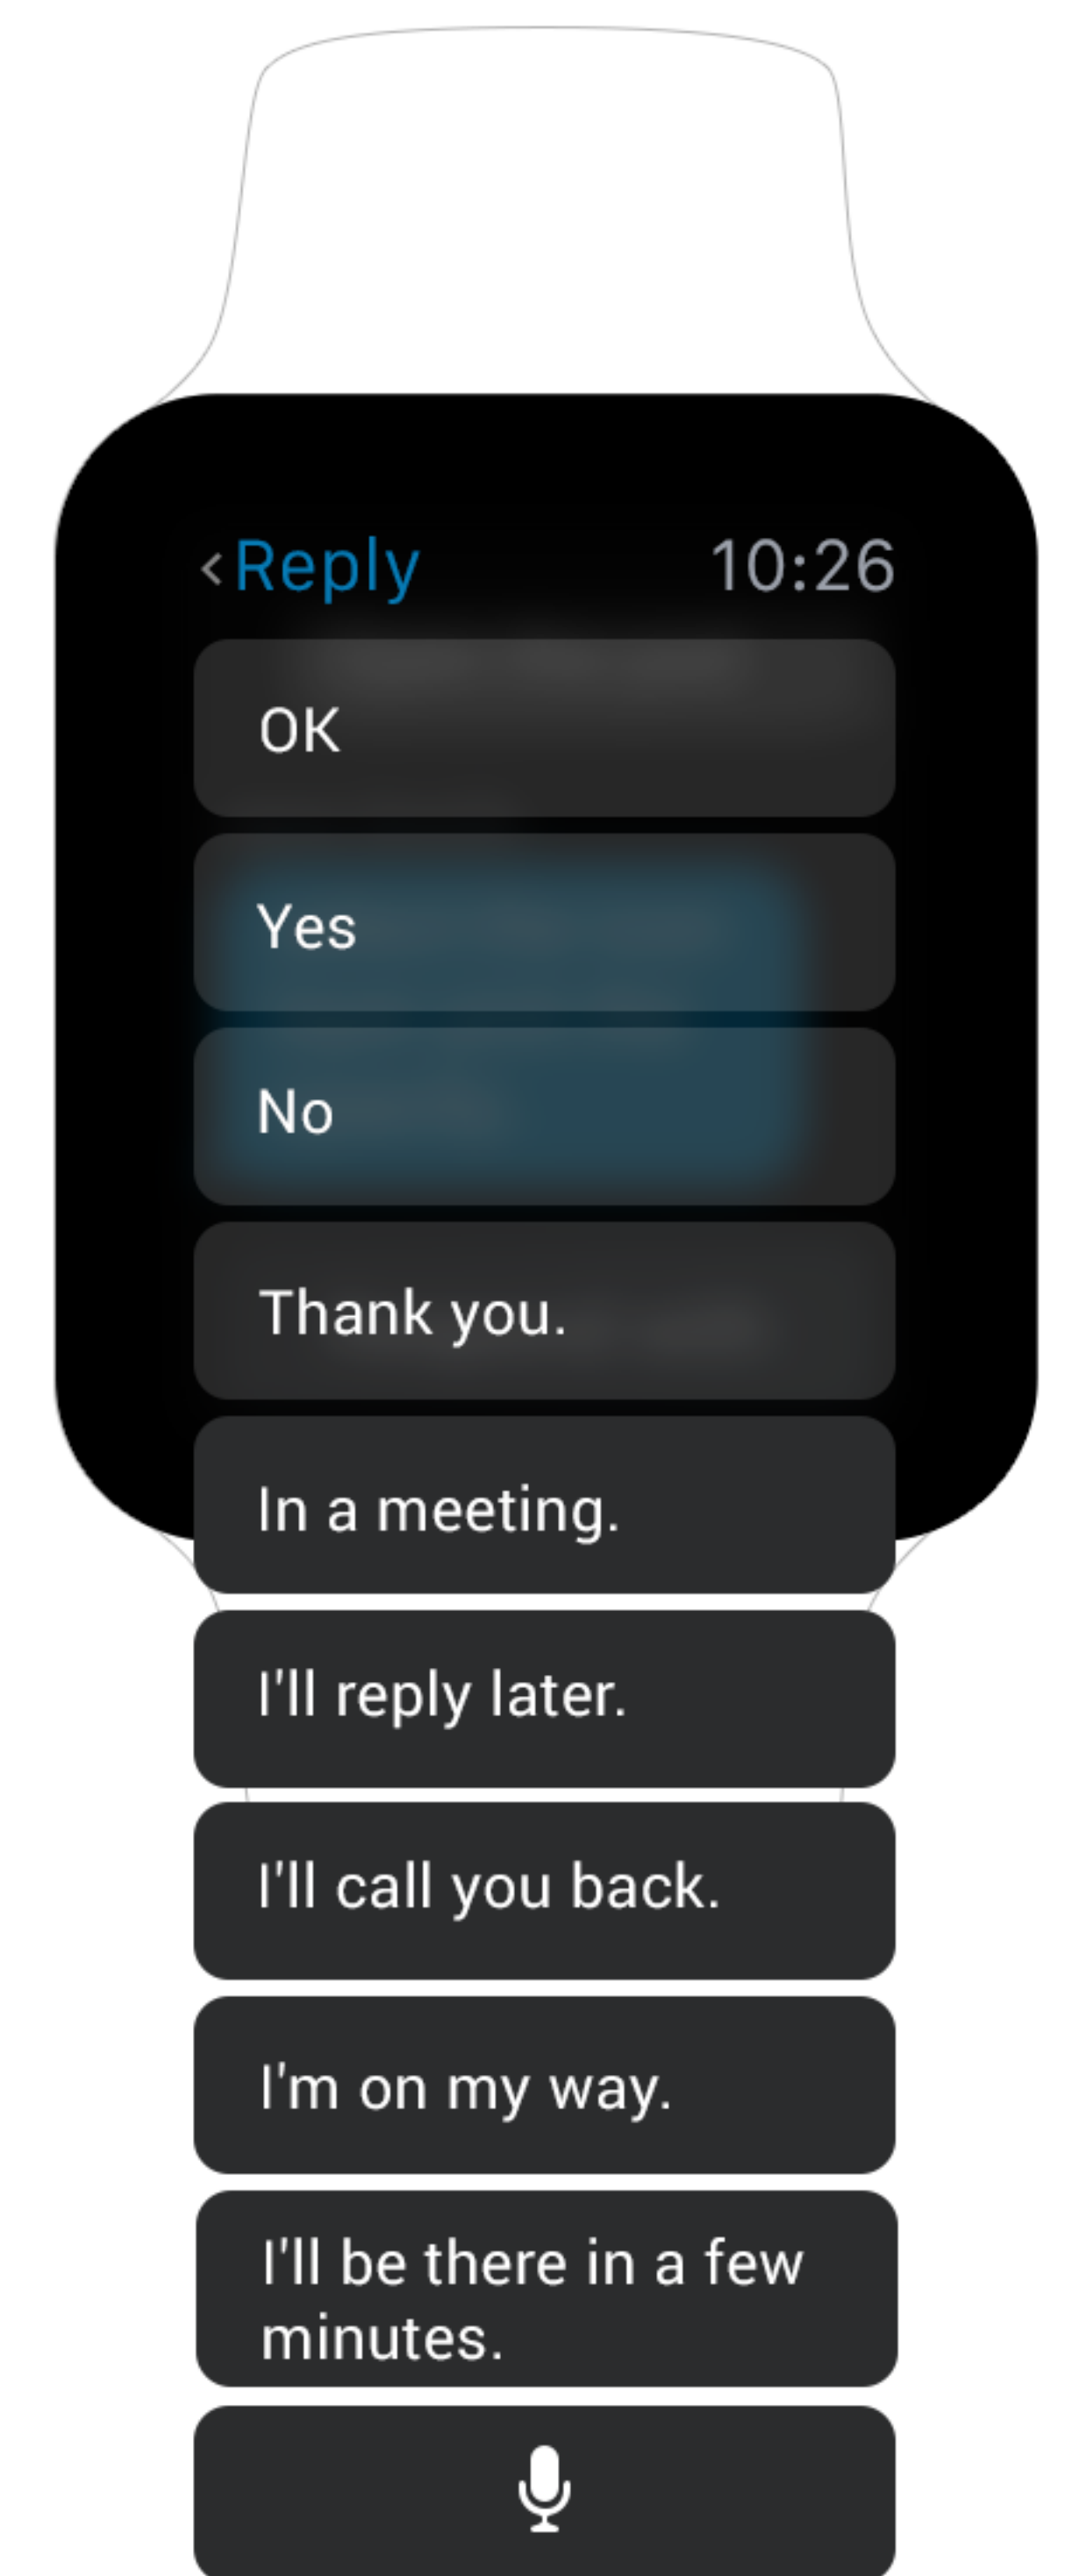 <Reply 10:26
OK
Yes
No
Thank you.
In a meeting.
I'll reply later.
I'll call you back.
I'm on my way.
I'll be there in a few
minutes.